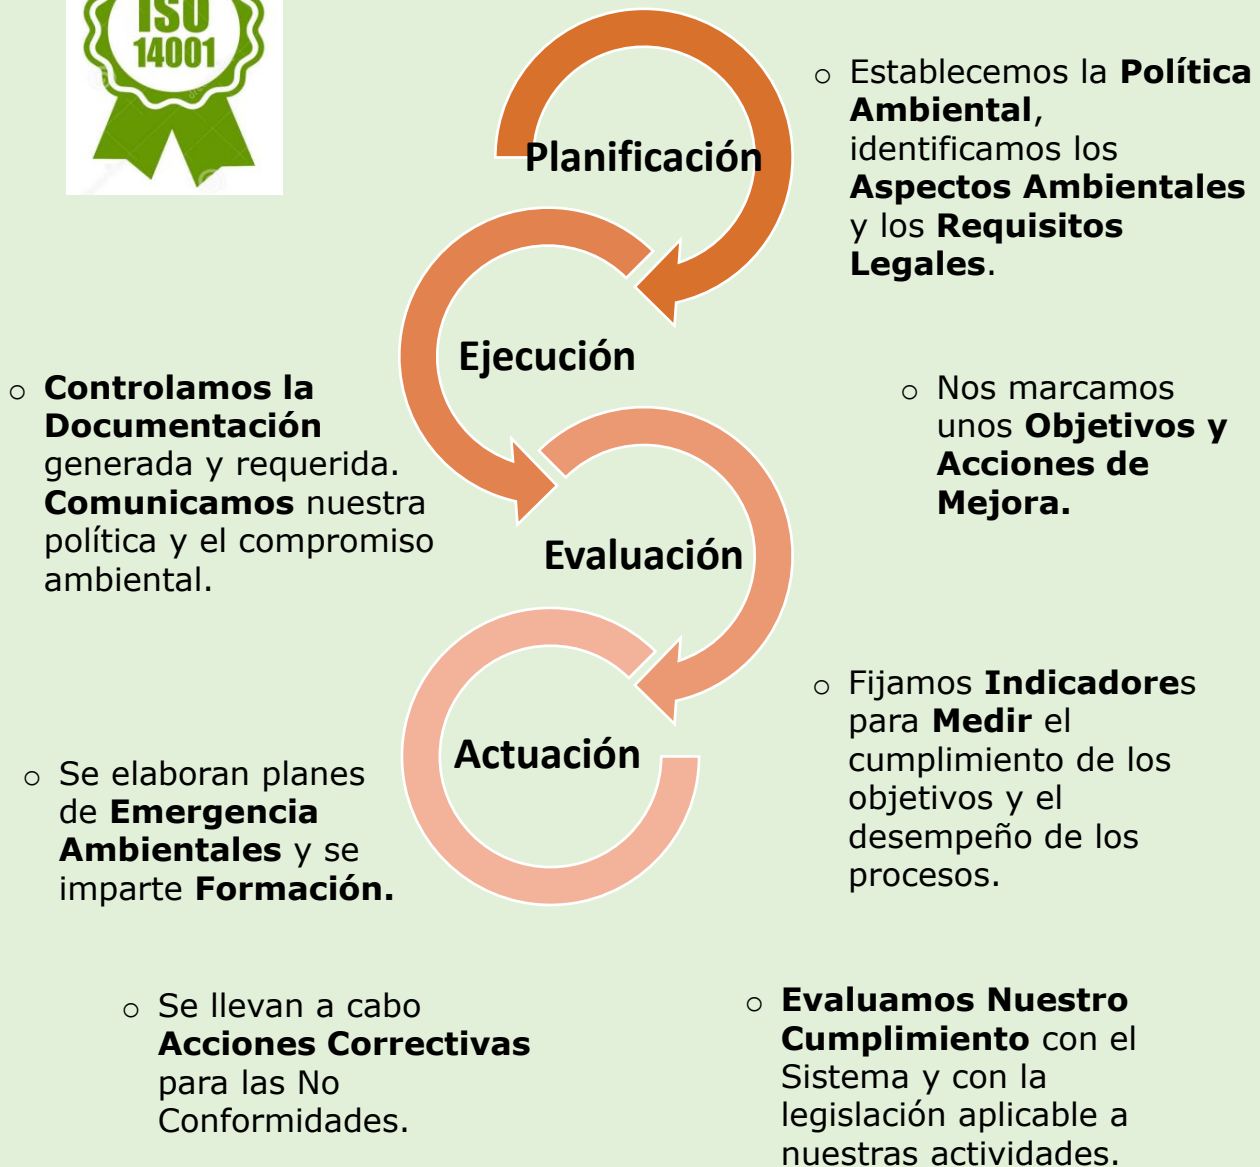 ISO
14001
Planificación
o Establecemos la Política
Ambiental,
identificamos los
Aspectos Ambientales
y los Requisitos
Legales.
Ejecución
o Controlamos la
Documentación
generada y requerida.
Comunicamos nuestra
política y el compromiso
ambiental.
o Nos marcamos
unos Objetivos y
Acciones de
Mejora.
Evaluación
o Fijamos Indicadores
para Medir el
cumplimiento de los
objetivos y el
desempeño de los
procesos.
Actuación
o Se elaboran planes
de Emergencia
Ambientales y se
imparte Formación.
o Se llevan a cabo
Acciones Correctivas
para las No
Conformidades.
o Evaluamos Nuestro
Cumplimiento con el
Sistema y con la
legislación aplicable a
nuestras actividades.